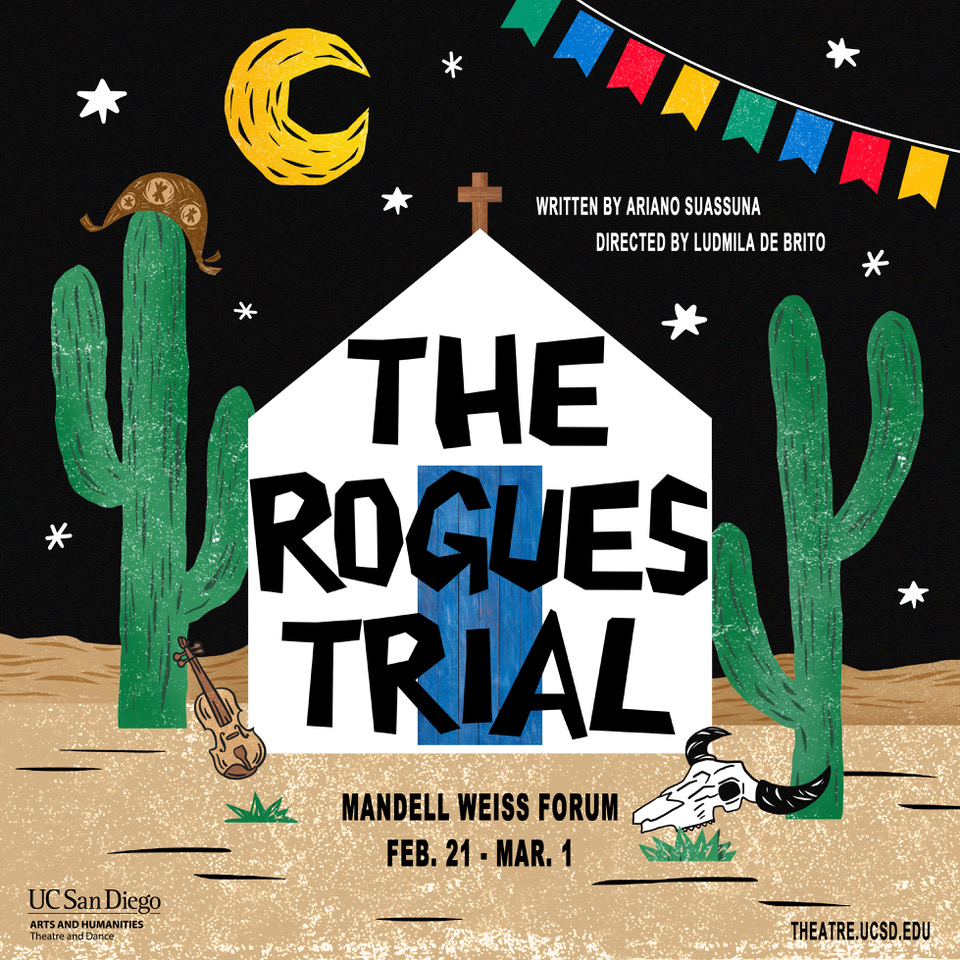 WRITTEN BY ARIANO SUASSUNA
DIRECTED BY LUDMILA DE BRITO
THE
ROGUES
TRIAL
MANDELL WEISS FORUM
FEB. 21 - MAR. 1
UC San Diego
ARTS AND HUMANITIES
Theatre and Dance
THEATRE.UCSD.EDU